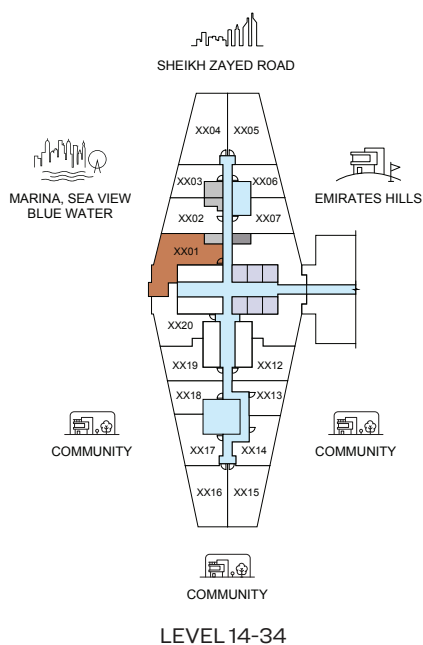 SHEIKH ZAYED ROAD
XX04
XX05
XX03
XX06
MARINA, SEA VIEW
BLUE WATER
EMIRATES HILLS
XX02
XX07
XX01
XX20
XX19
XX12
XX18
XX13
COMMUNITY
COMMUNITY
XX17
XX14
XX16
XX15
COMMUNITY
LEVEL 14-34